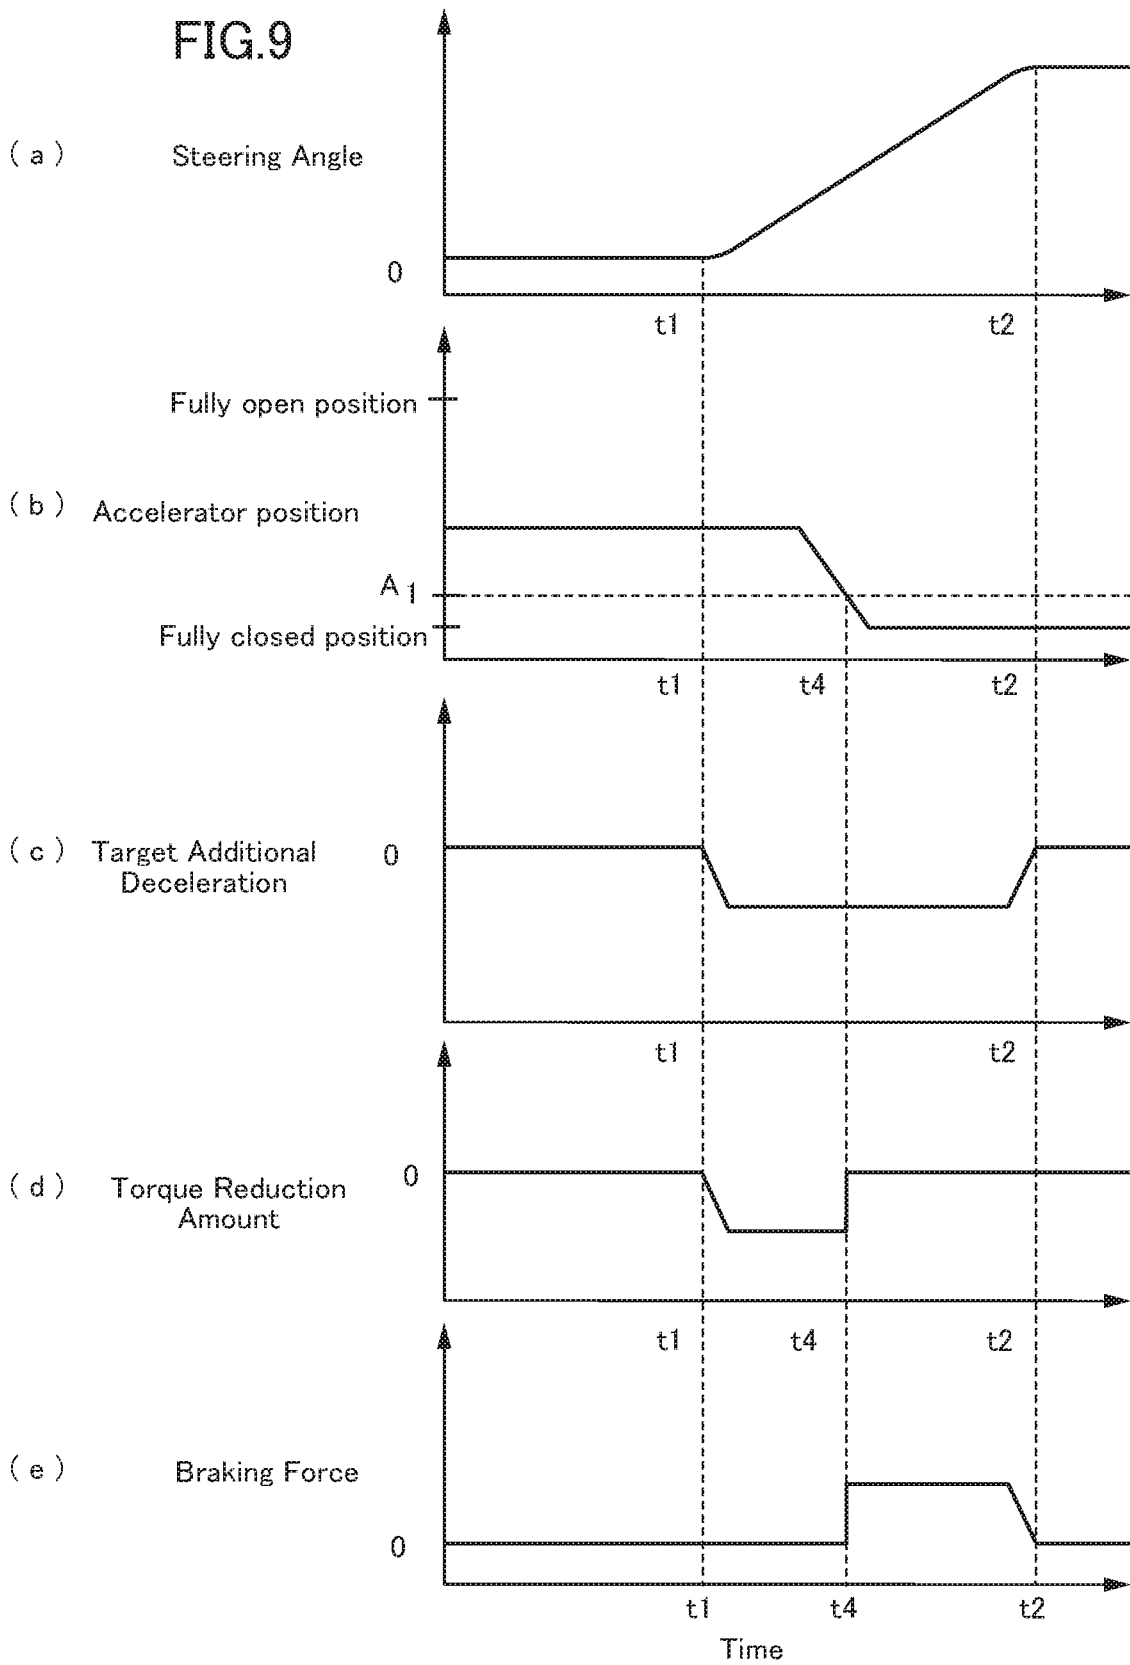 FIG.9
(a) Steering Angle
0
t1 t2
Fully open position
(b) Accelerator position
A1
Fully closed position
t1 t4 t2
(c) Target Additional
Deceleration
0
t1 t2
(d) Torque Reduction
Amount
0
t1 t4 t2
(e) Braking Force
0
t1 t4 t2
Time